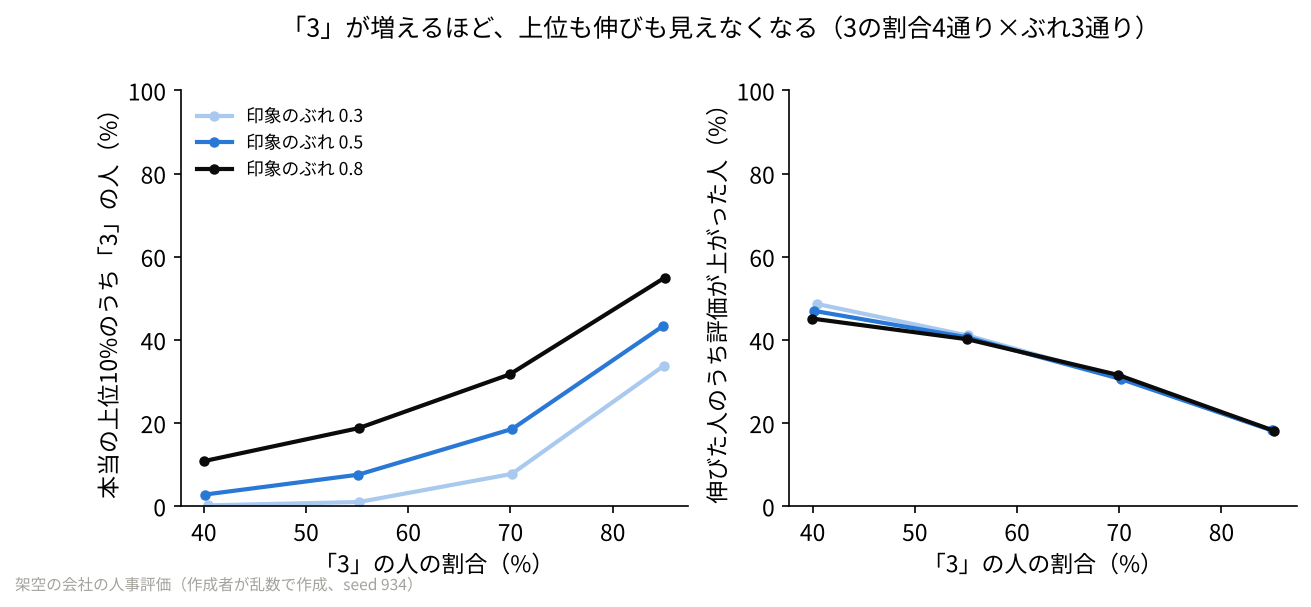 「3」が増えるほど、上位も伸びも見えなくなる（3の割合4通り×ぶれ3通り）
本当の上位10%のうち「3」の人（%）
100
80
60
40
20
0
印象のぶれ 0.3
印象のぶれ 0.5
印象のぶれ 0.8
40 50 60 70 80
「3」の人の割合（%）
伸びた人のうち評価が上がった人（%）
100
80
60
40
20
0
40 50 60 70 80
「3」の人の割合（%）
架空の会社の人事評価（作成者が乱数で作成、seed 934）